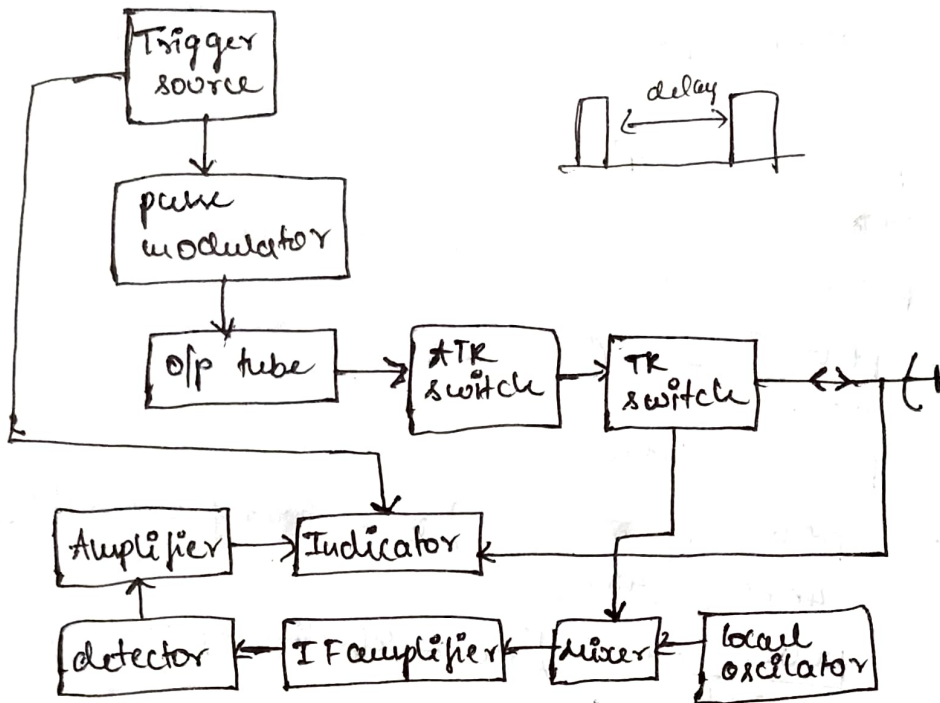 Trigger
source
delay
pulse
modulator
O/p tube
ATR
switch
TR
switch
Amplifier
Indicator
detector
IF amplifier
Mixer
local
oscilator